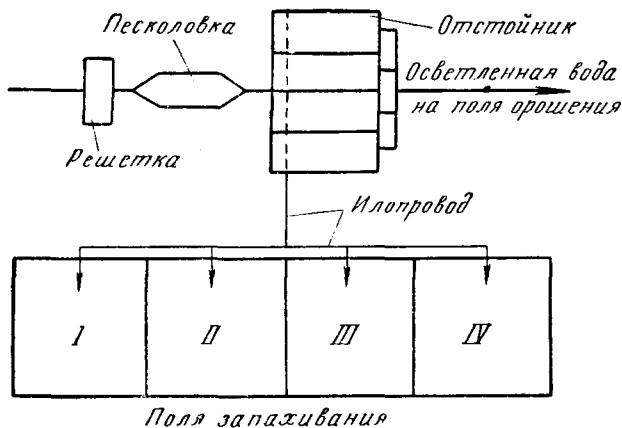 Песколовка
Отстойник
Осветленная вода
на поля орошения
Решетка
Илопровод
I
II
III
IV
Поля запахивания